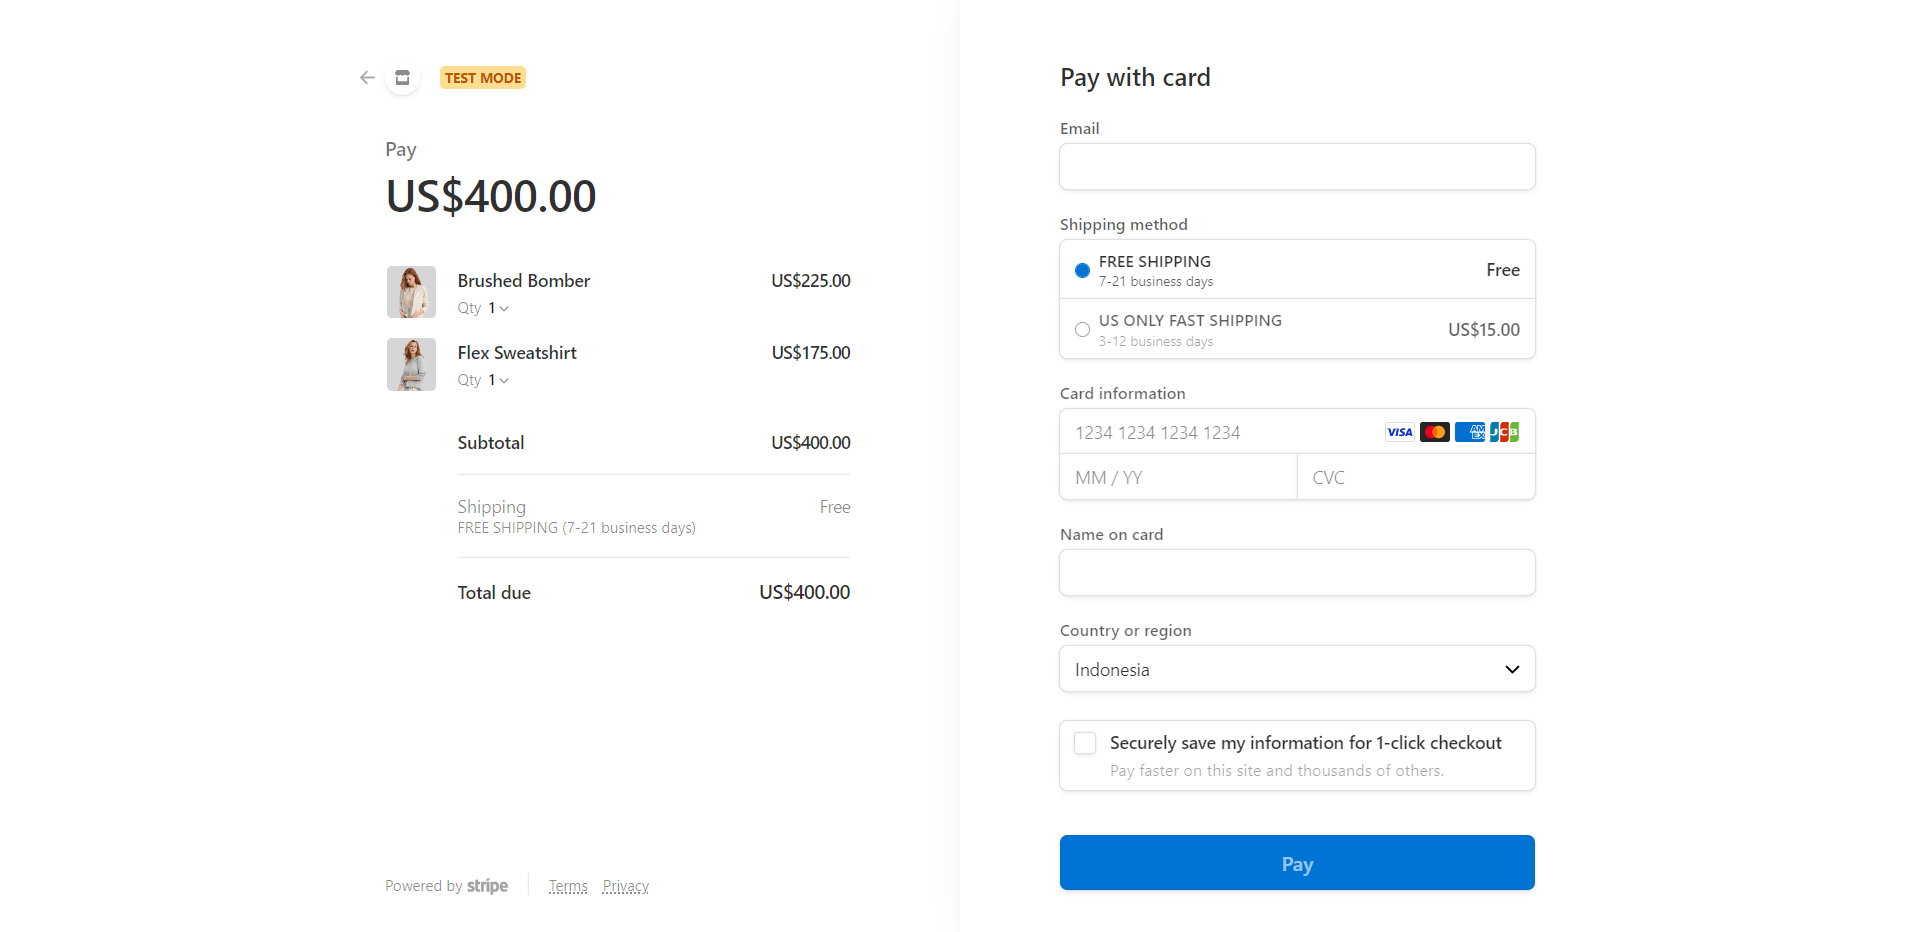 TEST MODE
Pay
US$400.00
Brushed Bomber US$225.00
Qty 1
Flex Sweatshirt US$175.00
Qty 1
Subtotal US$400.00
Shipping Free
FREE SHIPPING (7-21 business days)
Total due US$400.00
Powered by stripe Terms Privacy
Pay with card
Email
Shipping method
FREE SHIPPING Free
7-21 business days
US ONLY FAST SHIPPING US$15.00
3-12 business days
Card information
1234 1234 1234 1234 VISA AMEX JCB
MM / YY CVC
Name on card
Country or region
Indonesia
Securely save my information for 1-click checkout
Pay faster on this site and thousands of others.
Pay